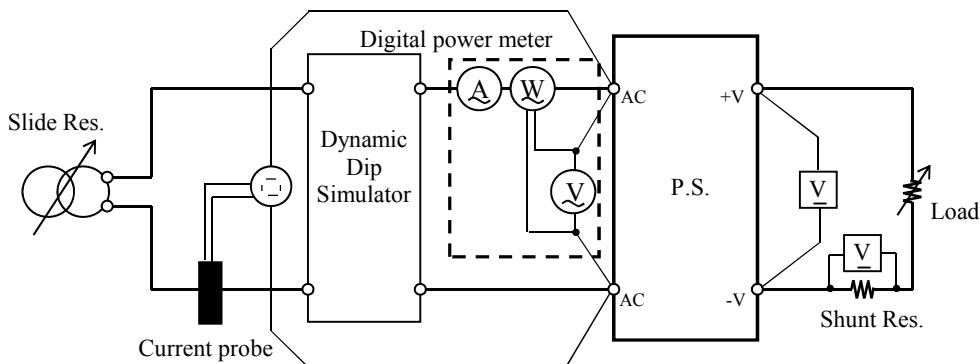 Digital power meter
A
W
AC
+V
Slide Res.
Dynamic
Dip
Simulator
V
P.S.
V
Load
V
AC
-V
Shunt Res.
Current probe